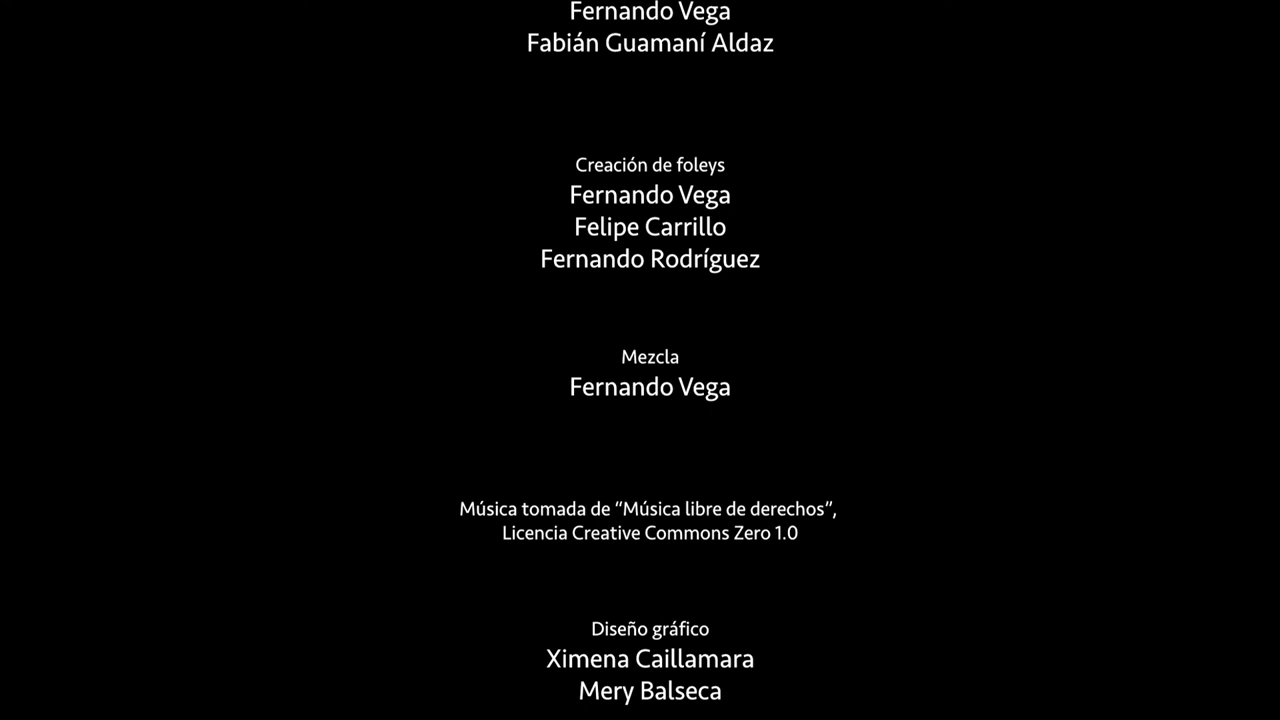 Fernando Vega
Fabián Guamaní Aldaz
Creación de foleys
Fernando Vega
Felipe Carrillo
Fernando Rodríguez
Mezcla
Fernando Vega
Música tomada de “Música libre de derechos”,
Licencia Creative Commons Zero 1.0
Diseño gráfico
Ximena Caillamara
Mery Balseca